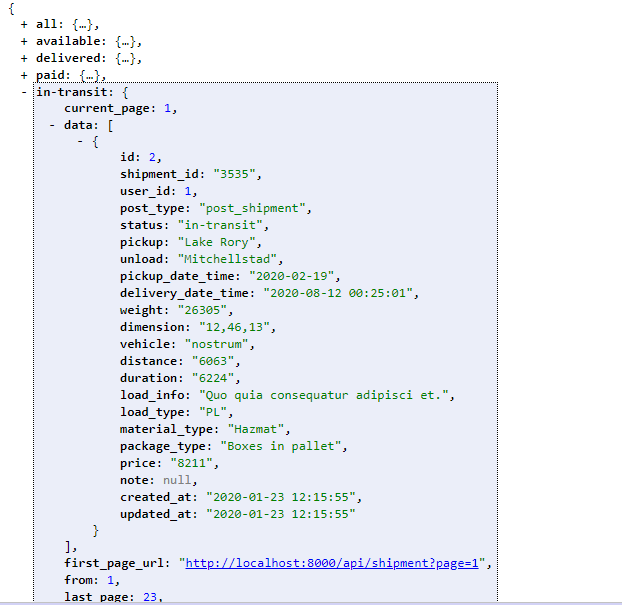 {
+ all: {…},
+ available: {…},
+ delivered: {…},
+ paid: {…},
- in-transit: {
current_page: 1,
- data: [
- {
id: 2,
shipment_id: "3535",
user_id: 1,
post_type: "post_shipment",
status: "in-transit",
pickup: "Lake Rory",
unload: "Mitchellstad",
pickup_date_time: "2020-02-19",
delivery_date_time: "2020-08-12 00:25:01",
weight: "26305",
dimension: "12,46,13",
vehicle: "nostrum",
distance: "6063",
duration: "6224",
load_info: "Quo quia consequatur adipisci et.",
load_type: "PL",
material_type: "Hazmat",
package_type: "Boxes in pallet",
price: "8211",
note: null,
created_at: "2020-01-23 12:15:55",
updated_at: "2020-01-23 12:15:55"
}
],
first_page_url: "http://localhost:8000/api/shipment?page=1",
from: 1,
last_page: 23,